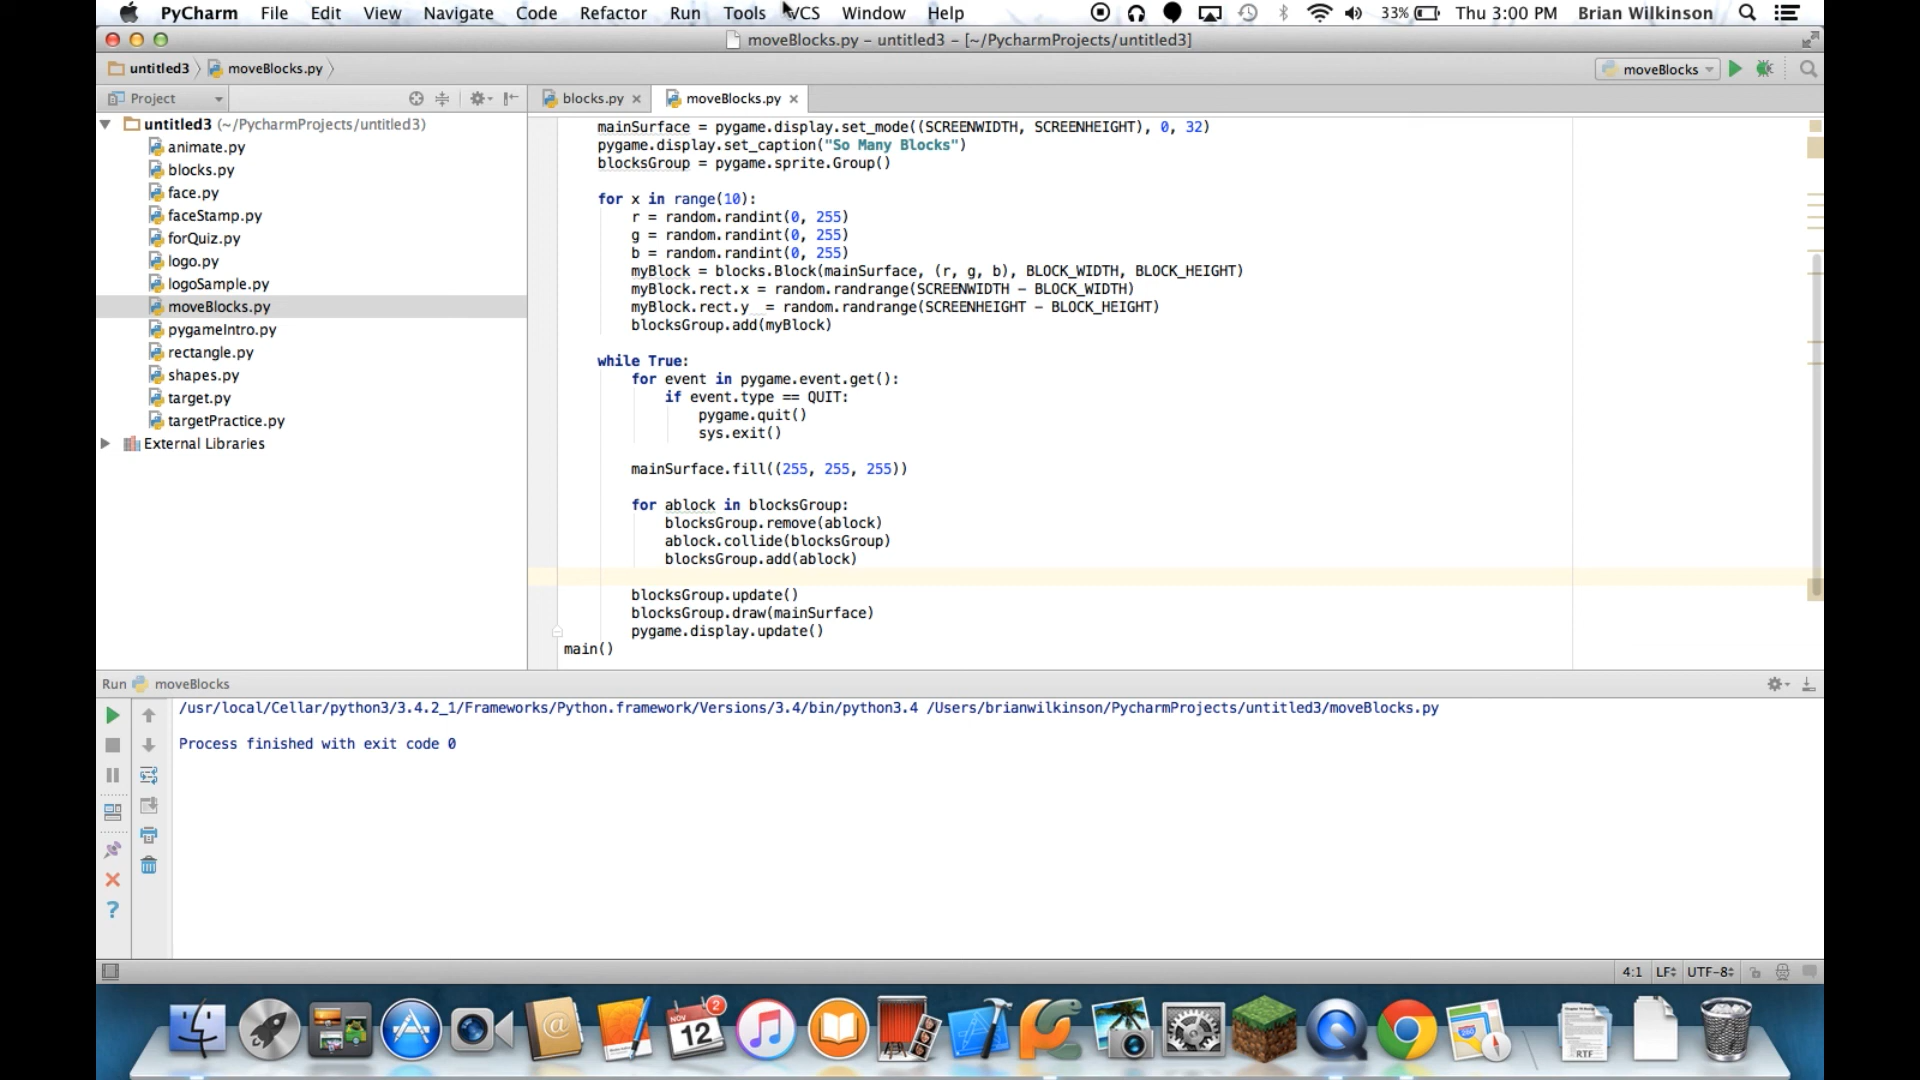 PyCharm File Edit View Navigate Code Refactor Run Tools VCS Window Help 33% Thu 3:00 PM Brian Wilkinson
moveBlocks.py – untitled3 – [~/PycharmProjects/untitled3]
untitled3 moveBlocks.py moveBlocks
Project blocks.py moveBlocks.py
untitled3 (~/PycharmProjects/untitled3)
animate.py
blocks.py
face.py
faceStamp.py
forQuiz.py
logo.py
logoSample.py
moveBlocks.py
pygameIntro.py
rectangle.py
shapes.py
target.py
targetPractice.py
External Libraries
mainSurface = pygame.display.set_mode((SCREENWIDTH, SCREENHEIGHT), 0, 32)
pygame.display.set_caption("So Many Blocks")
blocksGroup = pygame.sprite.Group()
for x in range(10):
r = random.randint(0, 255)
g = random.randint(0, 255)
b = random.randint(0, 255)
myBlock = blocks.Block(mainSurface, (r, g, b), BLOCK_WIDTH, BLOCK_HEIGHT)
myBlock.rect.x = random.randrange(SCREENWIDTH - BLOCK_WIDTH)
myBlock.rect.y  = random.randrange(SCREENHEIGHT - BLOCK_HEIGHT)
blocksGroup.add(myBlock)
while True:
for event in pygame.event.get():
if event.type == QUIT:
pygame.quit()
sys.exit()
mainSurface.fill((255, 255, 255))
for ablock in blocksGroup:
blocksGroup.remove(ablock)
ablock.collide(blocksGroup)
blocksGroup.add(ablock)
blocksGroup.update()
blocksGroup.draw(mainSurface)
pygame.display.update()
main()
Run moveBlocks
/usr/local/Cellar/python3/3.4.2_1/Frameworks/Python.framework/Versions/3.4/bin/python3.4 /Users/brianwilkinson/PycharmProjects/untitled3/moveBlocks.py
Process finished with exit code 0
4:1 LF UTF-8
NOV
12
2
280
RTF